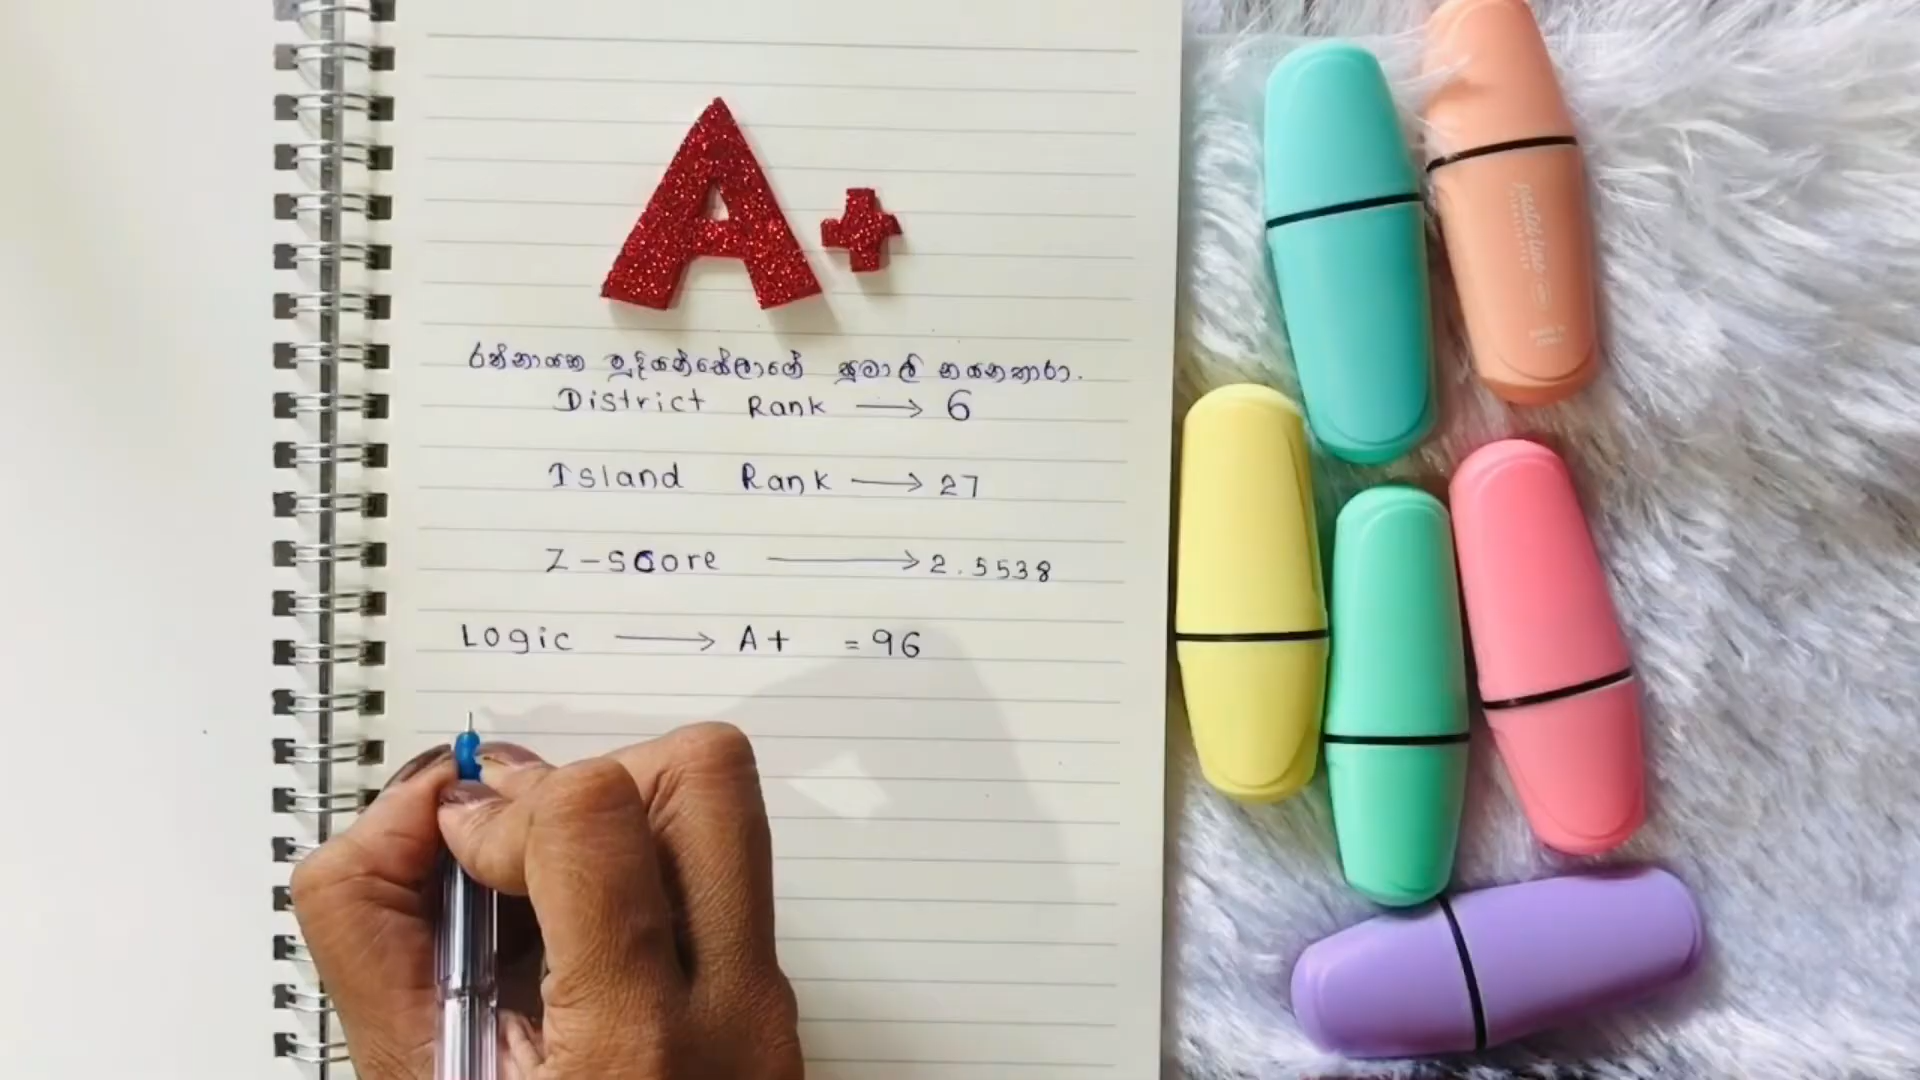 A+
රත්නායක මුදියන්සේලාගේ සුමාලි නයනතාරා.
District Rank → 6
Island Rank → 27
Z-score → 2.5538
Logic → A+ = 96